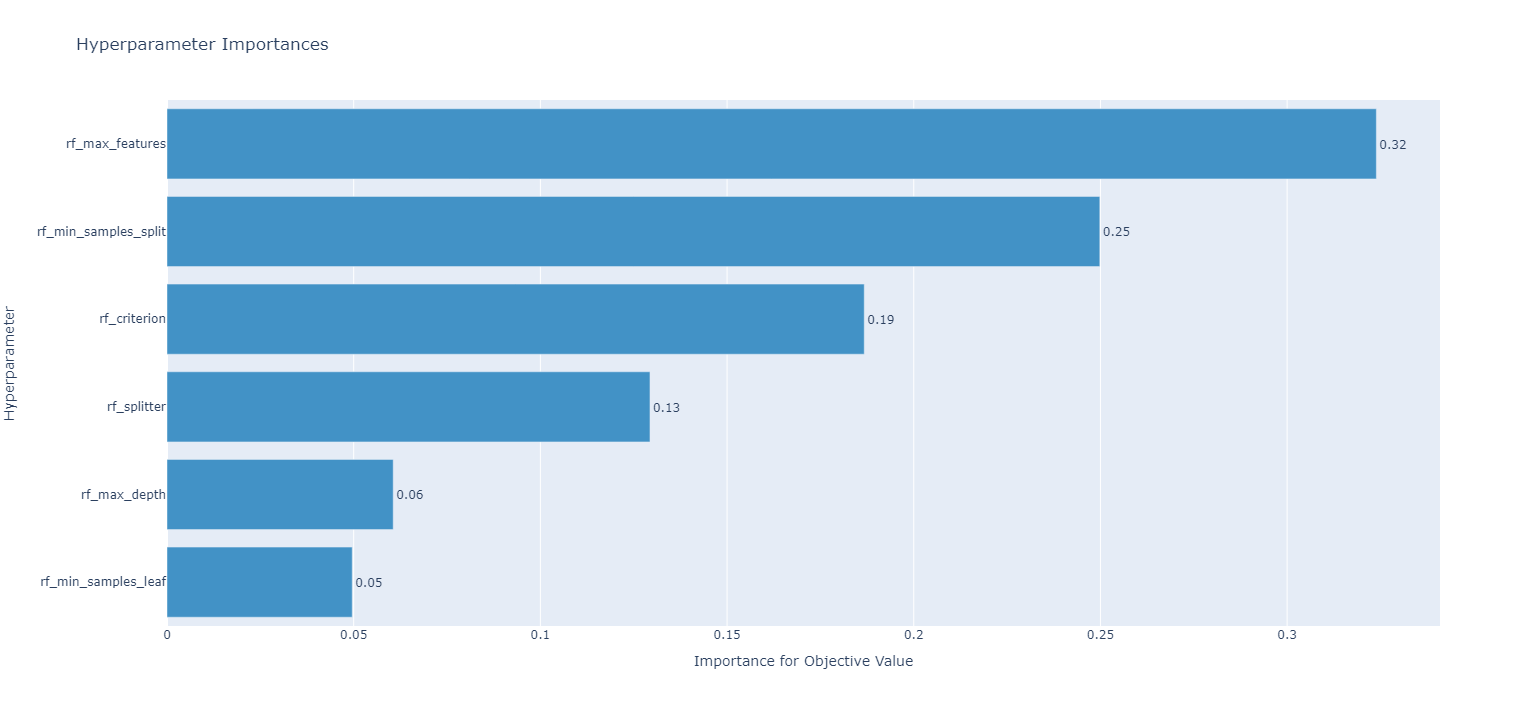 Hyperparameter Importances
Hyperparameter
rf_max_features
0.32
rf_min_samples_split
0.25
rf_criterion
0.19
rf_splitter
0.13
rf_max_depth
0.06
rf_min_samples_leaf
0.05
0 0.05 0.1 0.15 0.2 0.25 0.3
Importance for Objective Value